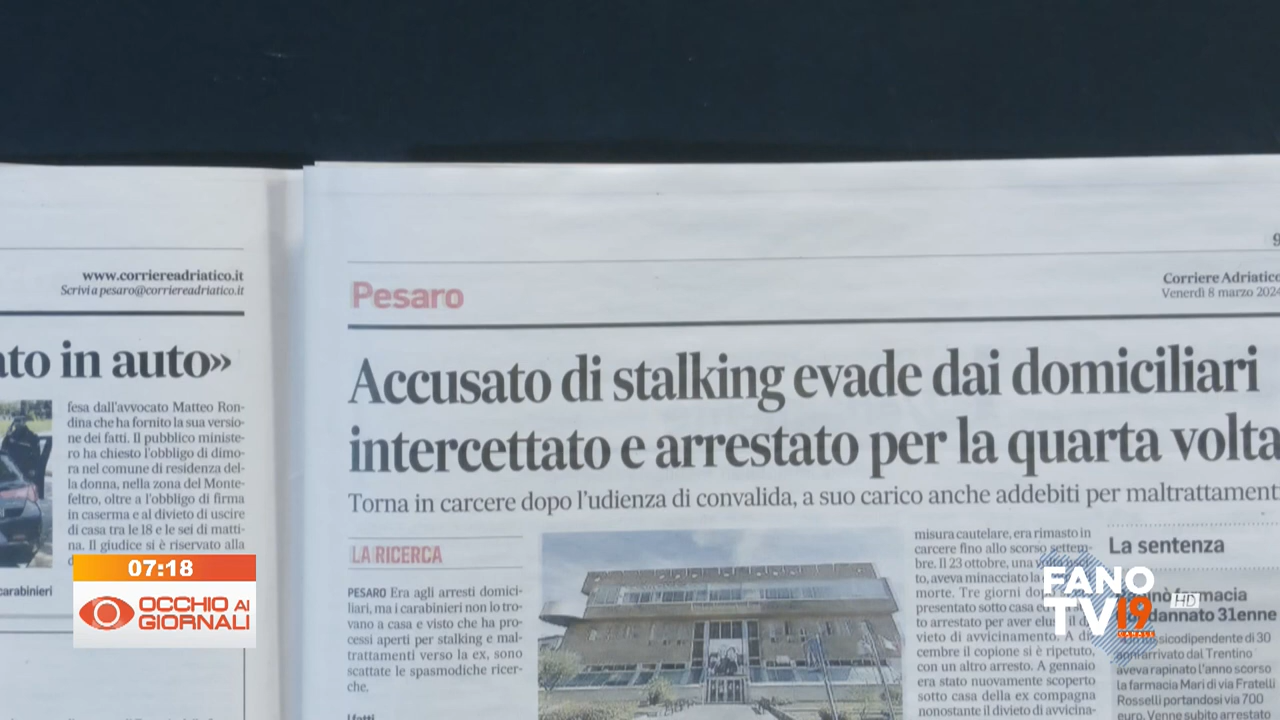 www.corriereadriatico.it
Scrivi a pesaro@corriereadriatico.it
in auto»
fesa dall'avvocato Matteo Ron-
dina che ha fornito la sua versio-
ne dei fatti. Il pubblico ministe-
ro ha chiesto l'obbligo di dimo-
ra nel comune di residenza del-
la donna, nella zona del Monte-
feltro, oltre a l'obbligo di firma
in caserma e al divieto di uscire
di casa tra le 18 e le sei di matti-
na. Il giudice si è riservato alla
carabinieri
Pesaro
Corriere Adriatico
Venerdì 8 marzo 2024
Accusato di stalking evade dai domiciliari
intercettato e arrestato per la quarta volta
Torna in carcere dopo l'udienza di convalida, a suo carico anche addebiti per maltrattamenti
LA RICERCA
PESARO Era agli arresti domici-
liari, ma i carabinieri non lo tro-
vano a casa e visto che ha pro-
cessi aperti per stalking e mal-
trattamenti verso la ex, sono
scattate le spasmodiche ricer-
che.
misura cautelare, era rimasto in
carcere fino allo scorso settem-
bre. Il 23 ottobre, una
to, aveva minacciato la
morte. Tre giorni
presentato sotto casa
to arrestato per aver il
vieto di avvicinamento. A di-
cembre il copione si è ripetuto,
con un altro arresto. A gennaio
era stato nuovamente scoperto
sotto casa della ex compagna
nonostante il divieto di avvicina-
La sentenza
farmacia
31enne
di 30
anni arrivato dal Trentino
aveva rapinato l'anno scorso
la farmacia Mari di via Fratelli
Rosselli portandosi via 700
euro. Venne subito arrestato
07:18
OCCHIO AI
GIORNALI
FANO
TV19
CANALE
HD